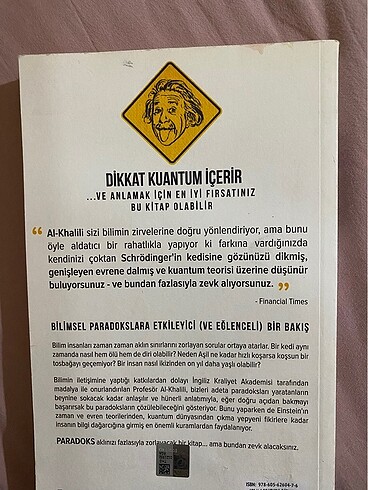 DİKKAT KUANTUM İÇERİR
...VE ANLAMAK İÇİN EN İYİ FIRSATINIZ
BU KİTAP OLABİLİR
“ Al-Khalili sizi bilimin zirvelerine doğru yönlendiriyor, ama bunu
öyle aldatıcı bir rahatlıkla yapıyor ki farkına vardığınızda
kendinizi çoktan Schrödinger'in kedisine gözünüzü dikmiş,
genişleyen evrene dalmış ve kuantum teorisi üzerine düşünür
buluyorsunuz - ve bundan fazlasıyla zevk alıyorsunuz. ”
- Financial Times
BİLİMSEL PARADOKSLARA ETKİLEYİCİ (VE EĞLENCELİ) BİR BAKIŞ
Bilim insanları zaman zaman aklın sınırlarını zorlayan sorular ortaya atarlar. Bir kedi aynı
zamanda nasıl hem ölü hem de diri olabilir? Neden Aşil ne kadar hızlı koşarsa koşsun bir
tosbağayı geçemiyor? Bir insan nasıl ikizinden on yıl daha yaşlı olabilir?
Bilimin iletişimine yaptığı katkılardan dolayı İngiliz Kraliyet Akademisi tarafından
madalya ile onurlandırılan Profesör Al-Khalili, bizleri adeta paradoksları yaratanların
beynine sokacak kadar anlaşılır ve hünerli anlatımıyla, eğer doğru açıdan bakmayı
başarırsak bu paradoksların çözülebileceğini gösteriyor. Bunu yaparken de Einstein'ın
zaman ve evren teorilerinden, kuantum dünyasından çıkma yepyeni fikirlere kadar
insanın bilgi dağarcığına girmiş en önemli kuramlardan faydalanıyor.
PARADOKS aklınızı fazlasıyla zorlayacak bir kitap... ama bundan zevk alacaksınız.
ISBN: 978-605-62604-7-6